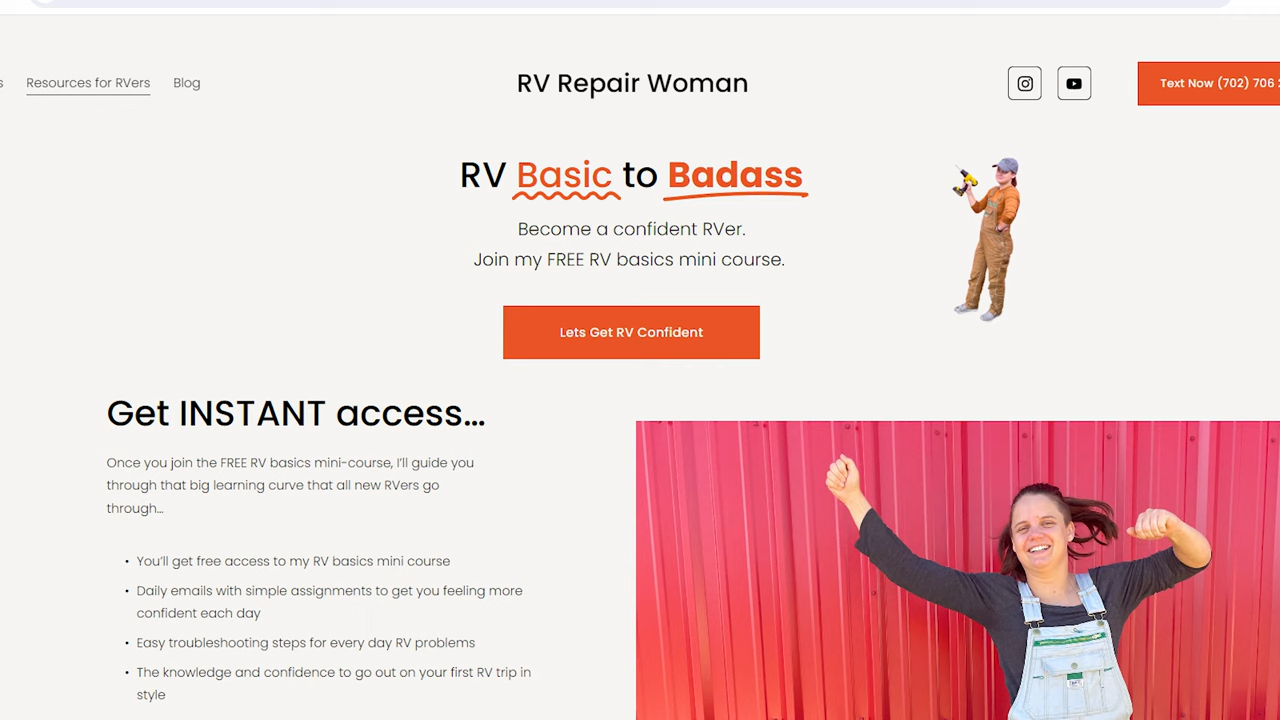 Resources for RVers
Blog
RV Repair Woman
Text Now (702) 706
RV Basic to Badass
Become a confident RVer.
Join my FREE RV basics mini course.
Lets Get RV Confident
Get INSTANT access...
Once you join the FREE RV basics mini-course, I'll guide you
through that big learning curve that all new RVers go
through...
• You'll get free access to my RV basics mini course
• Daily emails with simple assignments to get you feeling more
confident each day
• Easy troubleshooting steps for every day RV problems
• The knowledge and confidence to go out on your first RV trip in
style